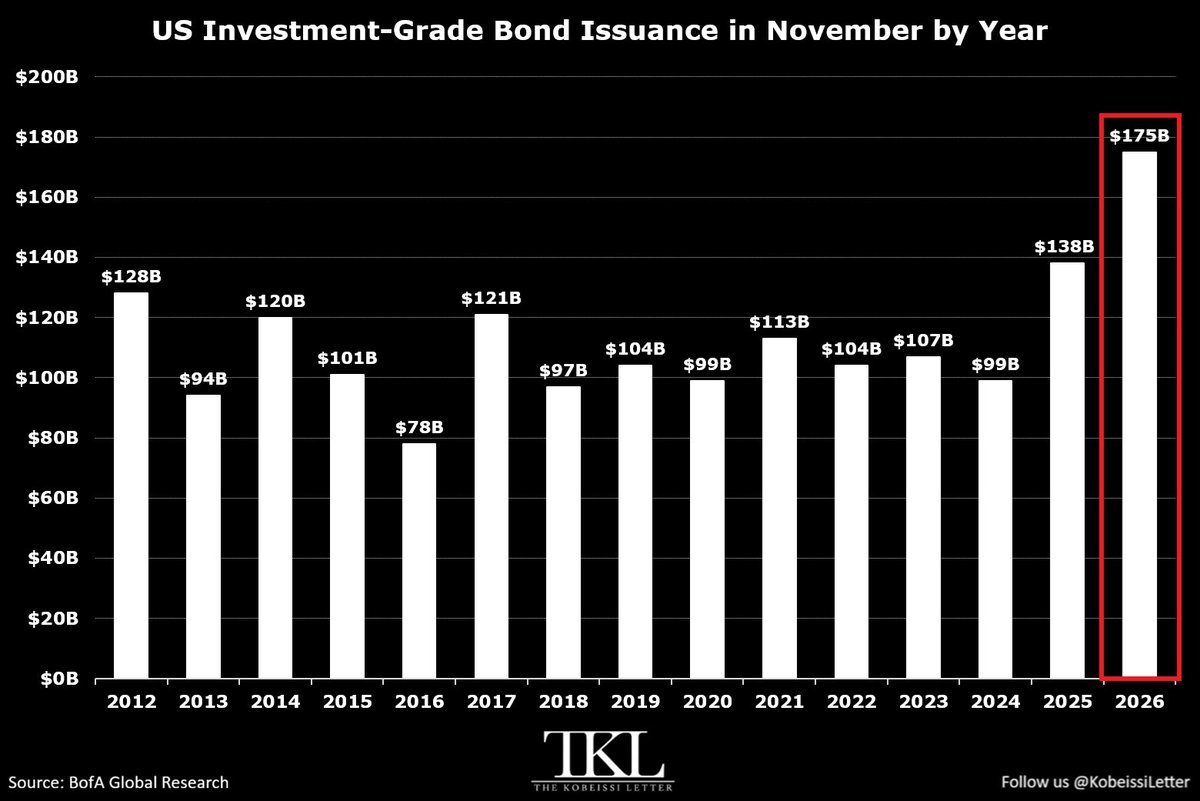 US Investment-Grade Bond Issuance in November by Year
$200B
$180B
$160B
$140B
$120B
$100B
$80B
$60B
$40B
$20B
$0B
$128B
$94B
$120B
$101B
$78B
$121B
$97B
$104B
$99B
$113B
$104B
$107B
$99B
$138B
$175B
2012 2013 2014 2015 2016 2017 2018 2019 2020 2021 2022 2023 2024 2025 2026
TKL
THE KOBEISSI LETTER
Source: BofA Global Research
Follow us @KobeissiLetter